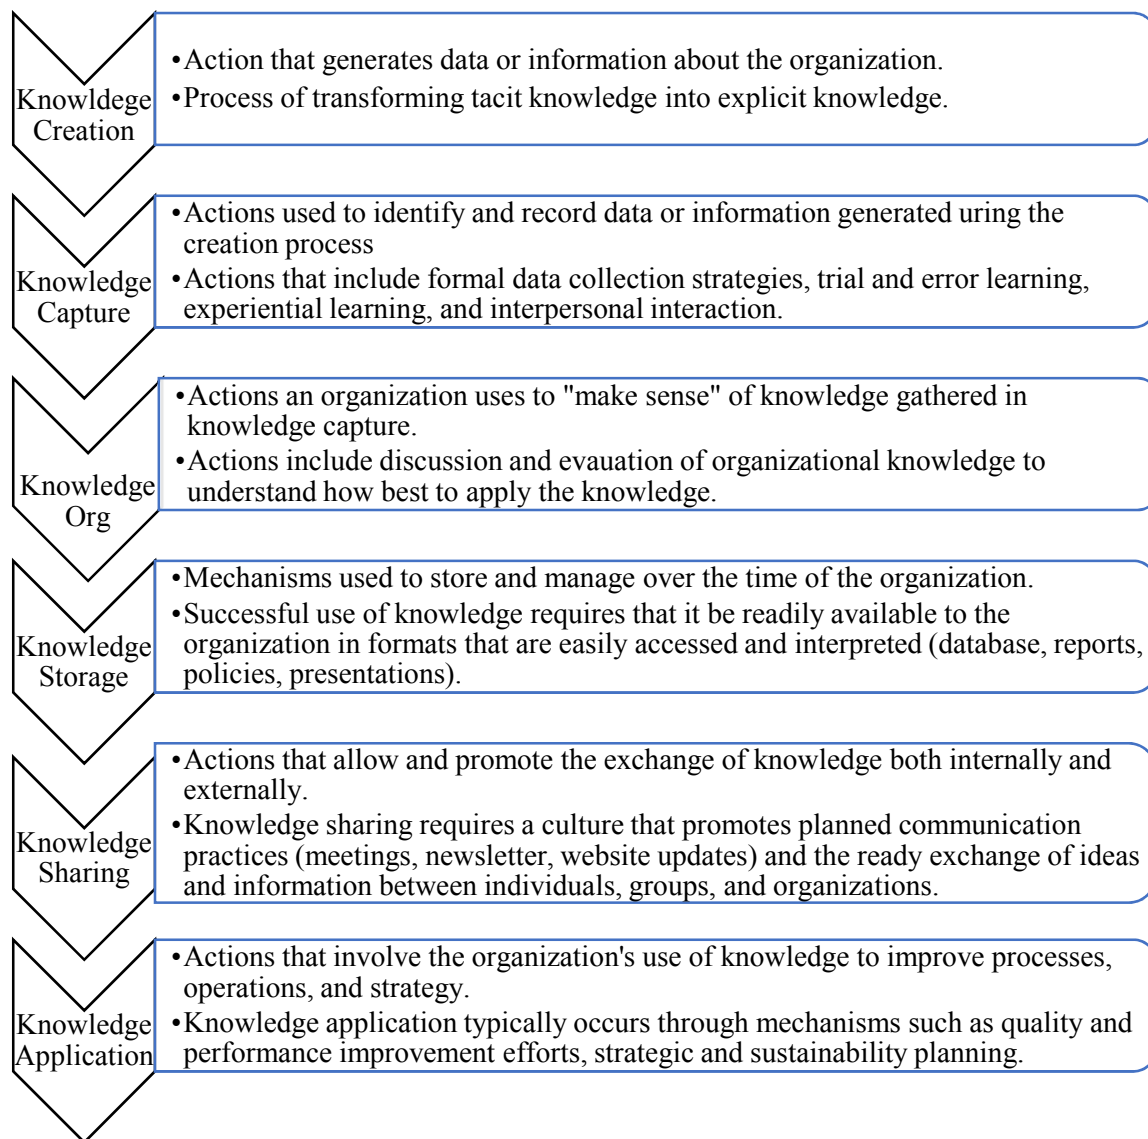 Knowldege
Creation
•Action that generates data or information about the organization.
•Process of transforming tacit knowledge into explicit knowledge.
Knowledge
Capture
•Actions used to identify and record data or information generated uring the
creation process
•Actions that include formal data collection strategies, trial and error learning,
experiential learning, and interpersonal interaction.
Knowledge
Org
•Actions an organization uses to "make sense" of knowledge gathered in
knowledge capture.
•Actions include discussion and evauation of organizational knowledge to
understand how best to apply the knowledge.
Knowledge
Storage
•Mechanisms used to store and manage over the time of the organization.
•Successful use of knowledge requires that it be readily available to the
organization in formats that are easily accessed and interpreted (database, reports,
policies, presentations).
Knowledge
Sharing
•Actions that allow and promote the exchange of knowledge both internally and
externally.
•Knowledge sharing requires a culture that promotes planned communication
practices (meetings, newsletter, website updates) and the ready exchange of ideas
and information between individuals, groups, and organizations.
Knowledge
Application
•Actions that involve the organization's use of knowledge to improve processes,
operations, and strategy.
•Knowledge application typically occurs through mechanisms such as quality and
performance improvement efforts, strategic and sustainability planning.